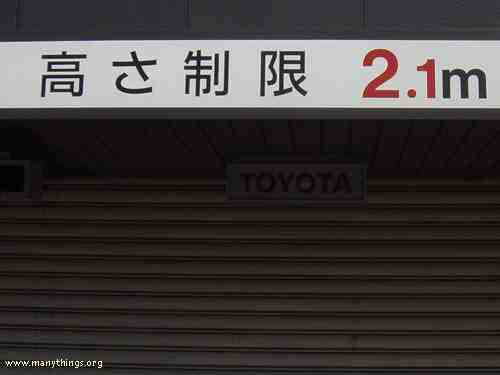 高さ制限 2.1m
TOYOTA
www.manythings.org